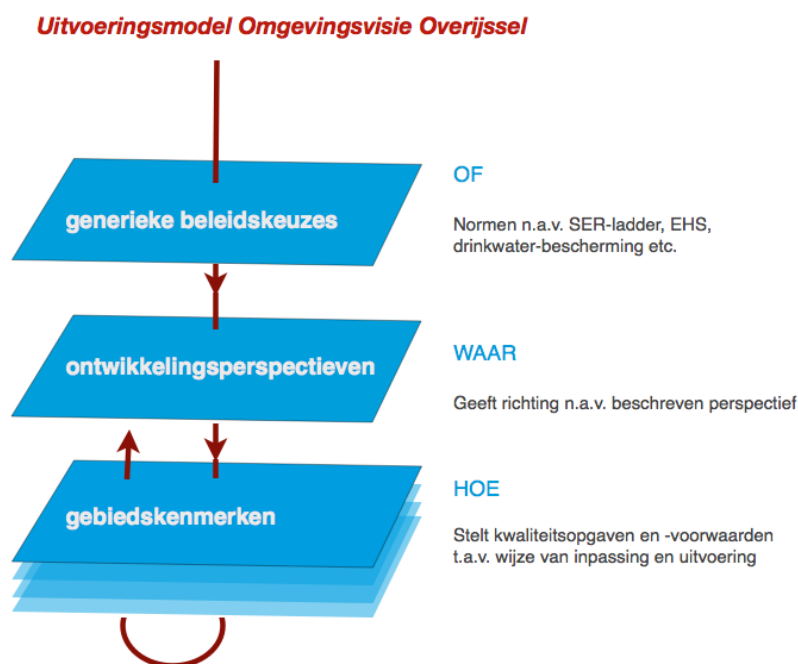 Uitvoeringsmodel Omgevingsvisie Overijssel
generieke beleidskeuzes
OF
Normen n.a.v. SER-ladder, EHS,
drinkwater-bescherming etc.
ontwikkelingsperspectieven
WAAR
Geeft richting n.a.v. beschreven perspectief
gebiedskenmerken
HOE
Stelt kwaliteitsopgaven en -voorwaarden
t.a.v. wijze van inpassing en uitvoering